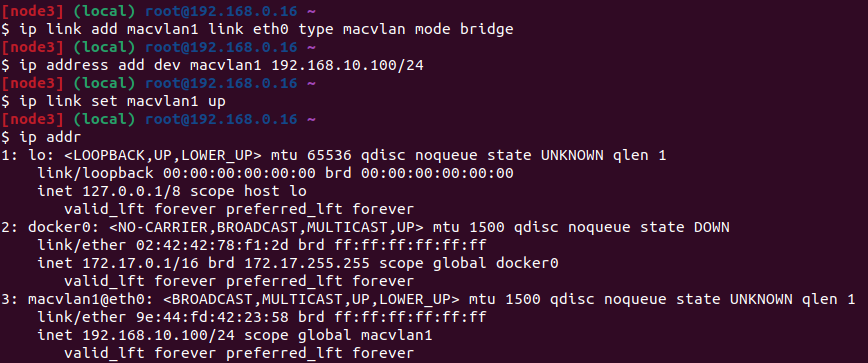 [node3] (local) root@192.168.0.16 ~
$ ip link add macvlan1 link eth0 type macvlan mode bridge
[node3] (local) root@192.168.0.16 ~
$ ip address add dev macvlan1 192.168.10.100/24
[node3] (local) root@192.168.0.16 ~
$ ip link set macvlan1 up
[node3] (local) root@192.168.0.16 ~
$ ip addr
1: lo: <LOOPBACK,UP,LOWER_UP> mtu 65536 qdisc noqueue state UNKNOWN qlen 1
    link/loopback 00:00:00:00:00:00 brd 00:00:00:00:00:00
    inet 127.0.0.1/8 scope host lo
       valid_lft forever preferred_lft forever
2: docker0: <NO-CARRIER,BROADCAST,MULTICAST,UP> mtu 1500 qdisc noqueue state DOWN
    link/ether 02:42:42:78:f1:2d brd ff:ff:ff:ff:ff:ff
    inet 172.17.0.1/16 brd 172.17.255.255 scope global docker0
       valid_lft forever preferred_lft forever
3: macvlan1@eth0: <BROADCAST,MULTICAST,UP,LOWER_UP> mtu 1500 qdisc noqueue state UNKNOWN qlen 1
    link/ether 9e:44:fd:42:23:58 brd ff:ff:ff:ff:ff:ff
    inet 192.168.10.100/24 scope global macvlan1
       valid_lft forever preferred_lft forever